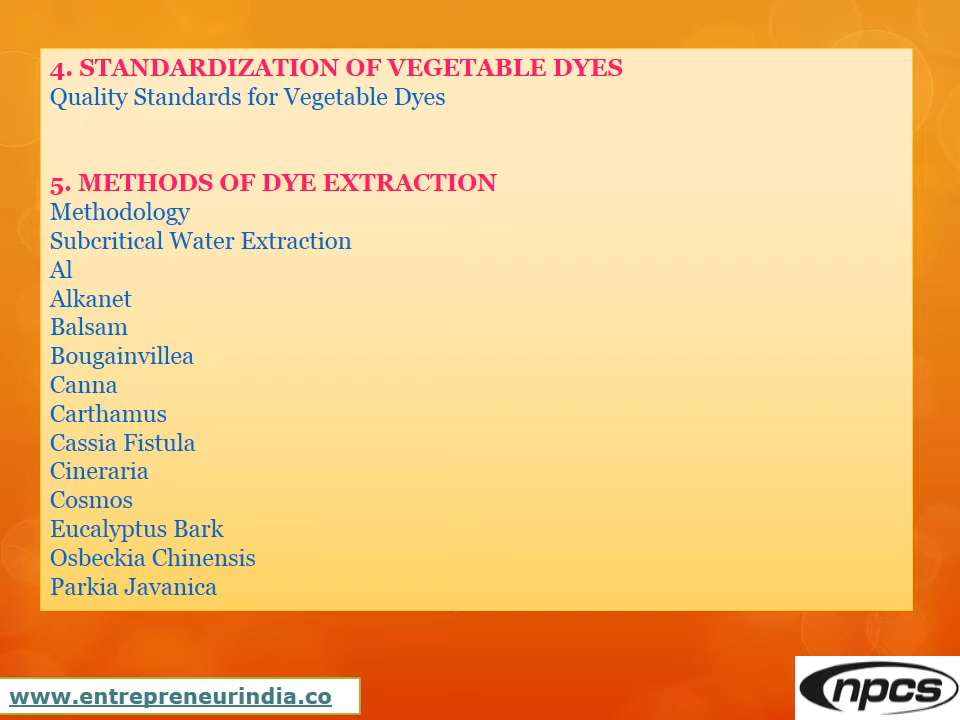 4. STANDARDIZATION OF VEGETABLE DYES
Quality Standards for Vegetable Dyes
5. METHODS OF DYE EXTRACTION
Methodology
Subcritical Water Extraction
Al
Alkanet
Balsam
Bougainvillea
Canna
Carthamus
Cassia Fistula
Cineraria
Cosmos
Eucalyptus Bark
Osbeckia Chinensis
Parkia Javanica
www.entrepreneurindia.co
npcs